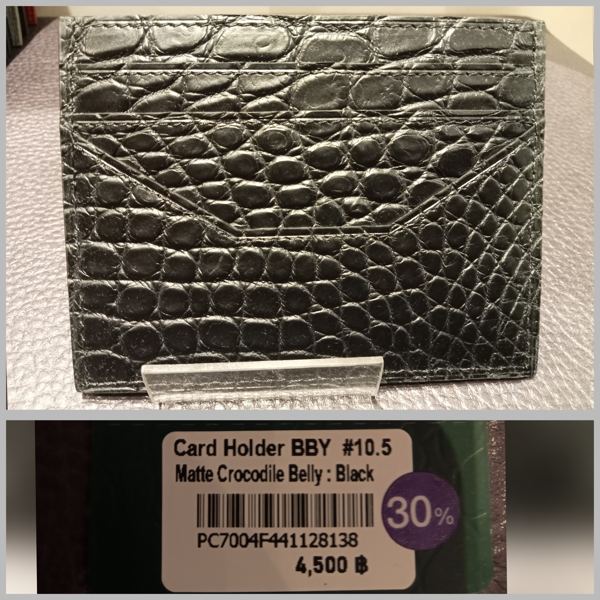 Card Holder BBY #10.5
Matte Crocodile Belly : Black
30%
PC7004F441128138
4,500 ฿